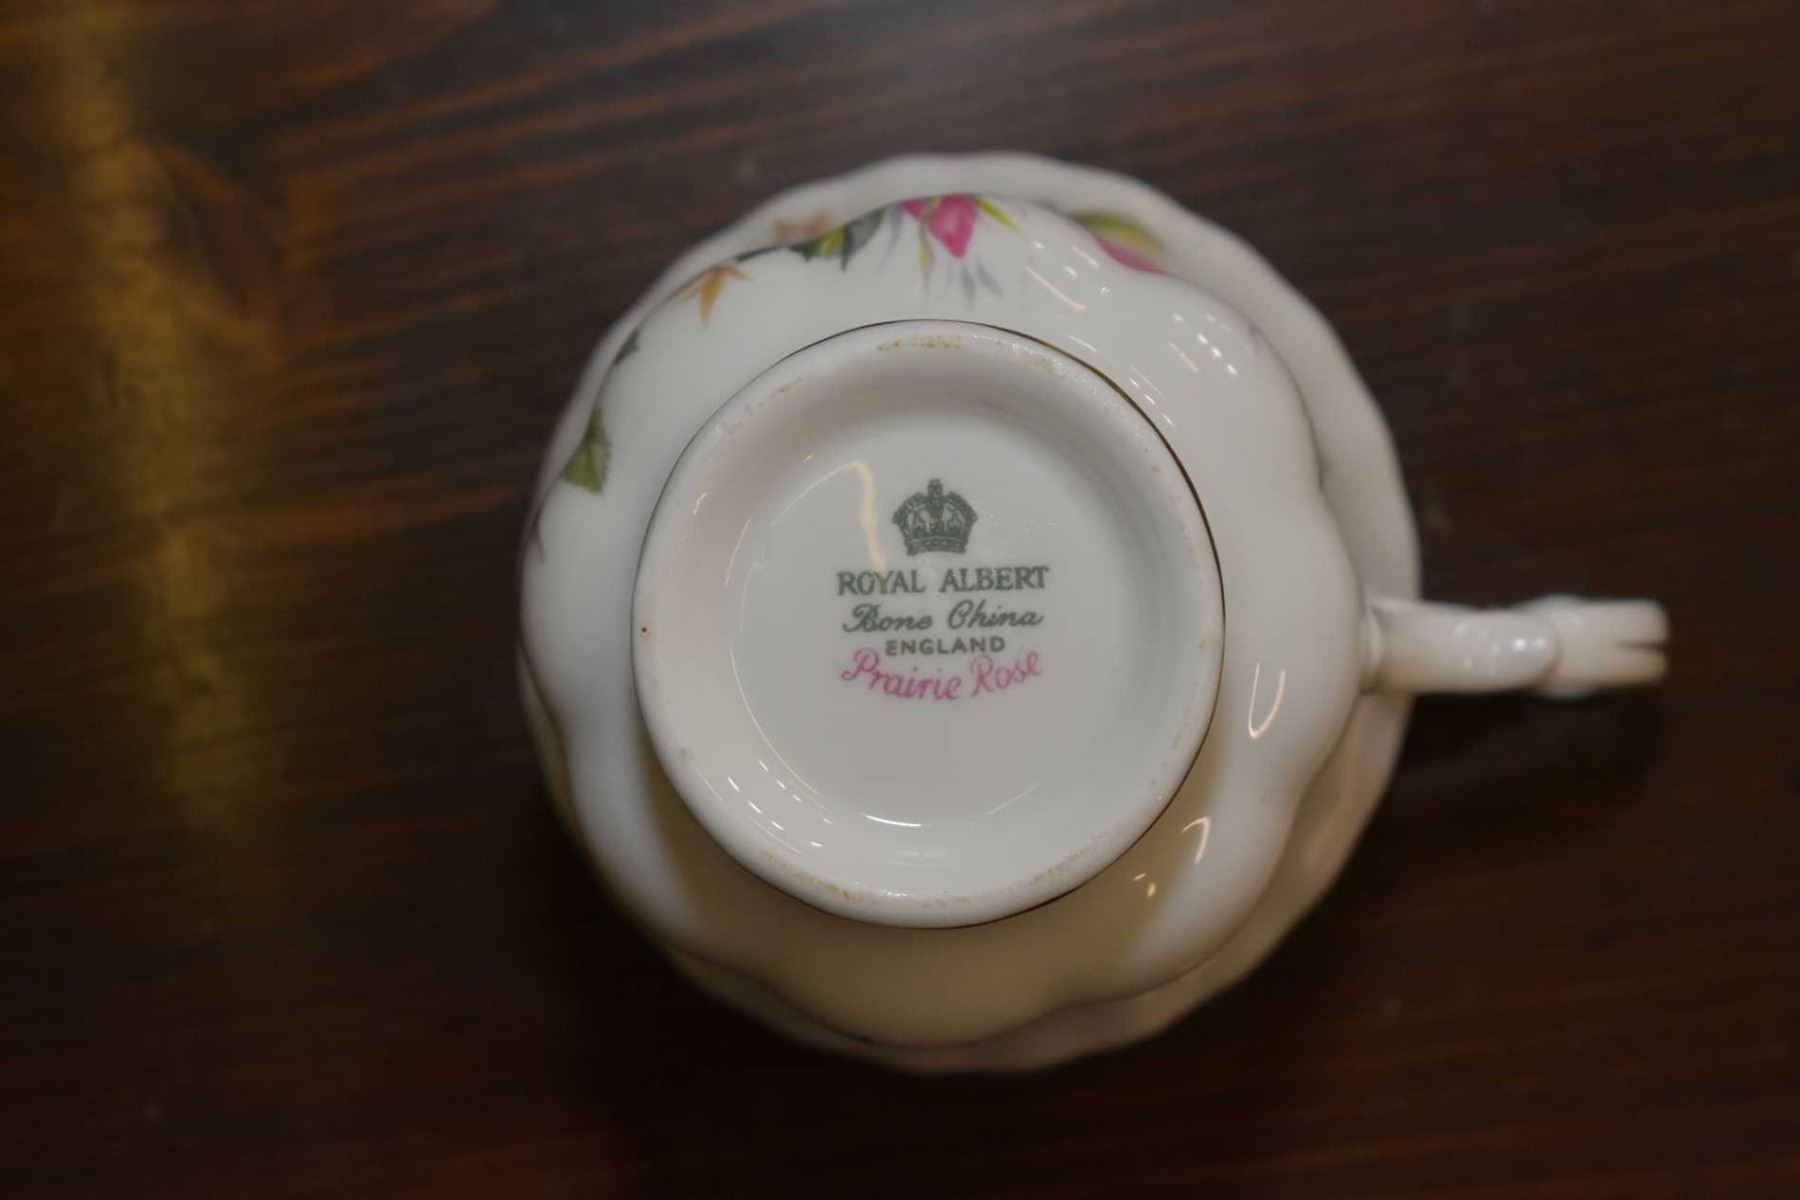 ROYAL ALBERT
Bone China
ENGLAND
Prairie Rose